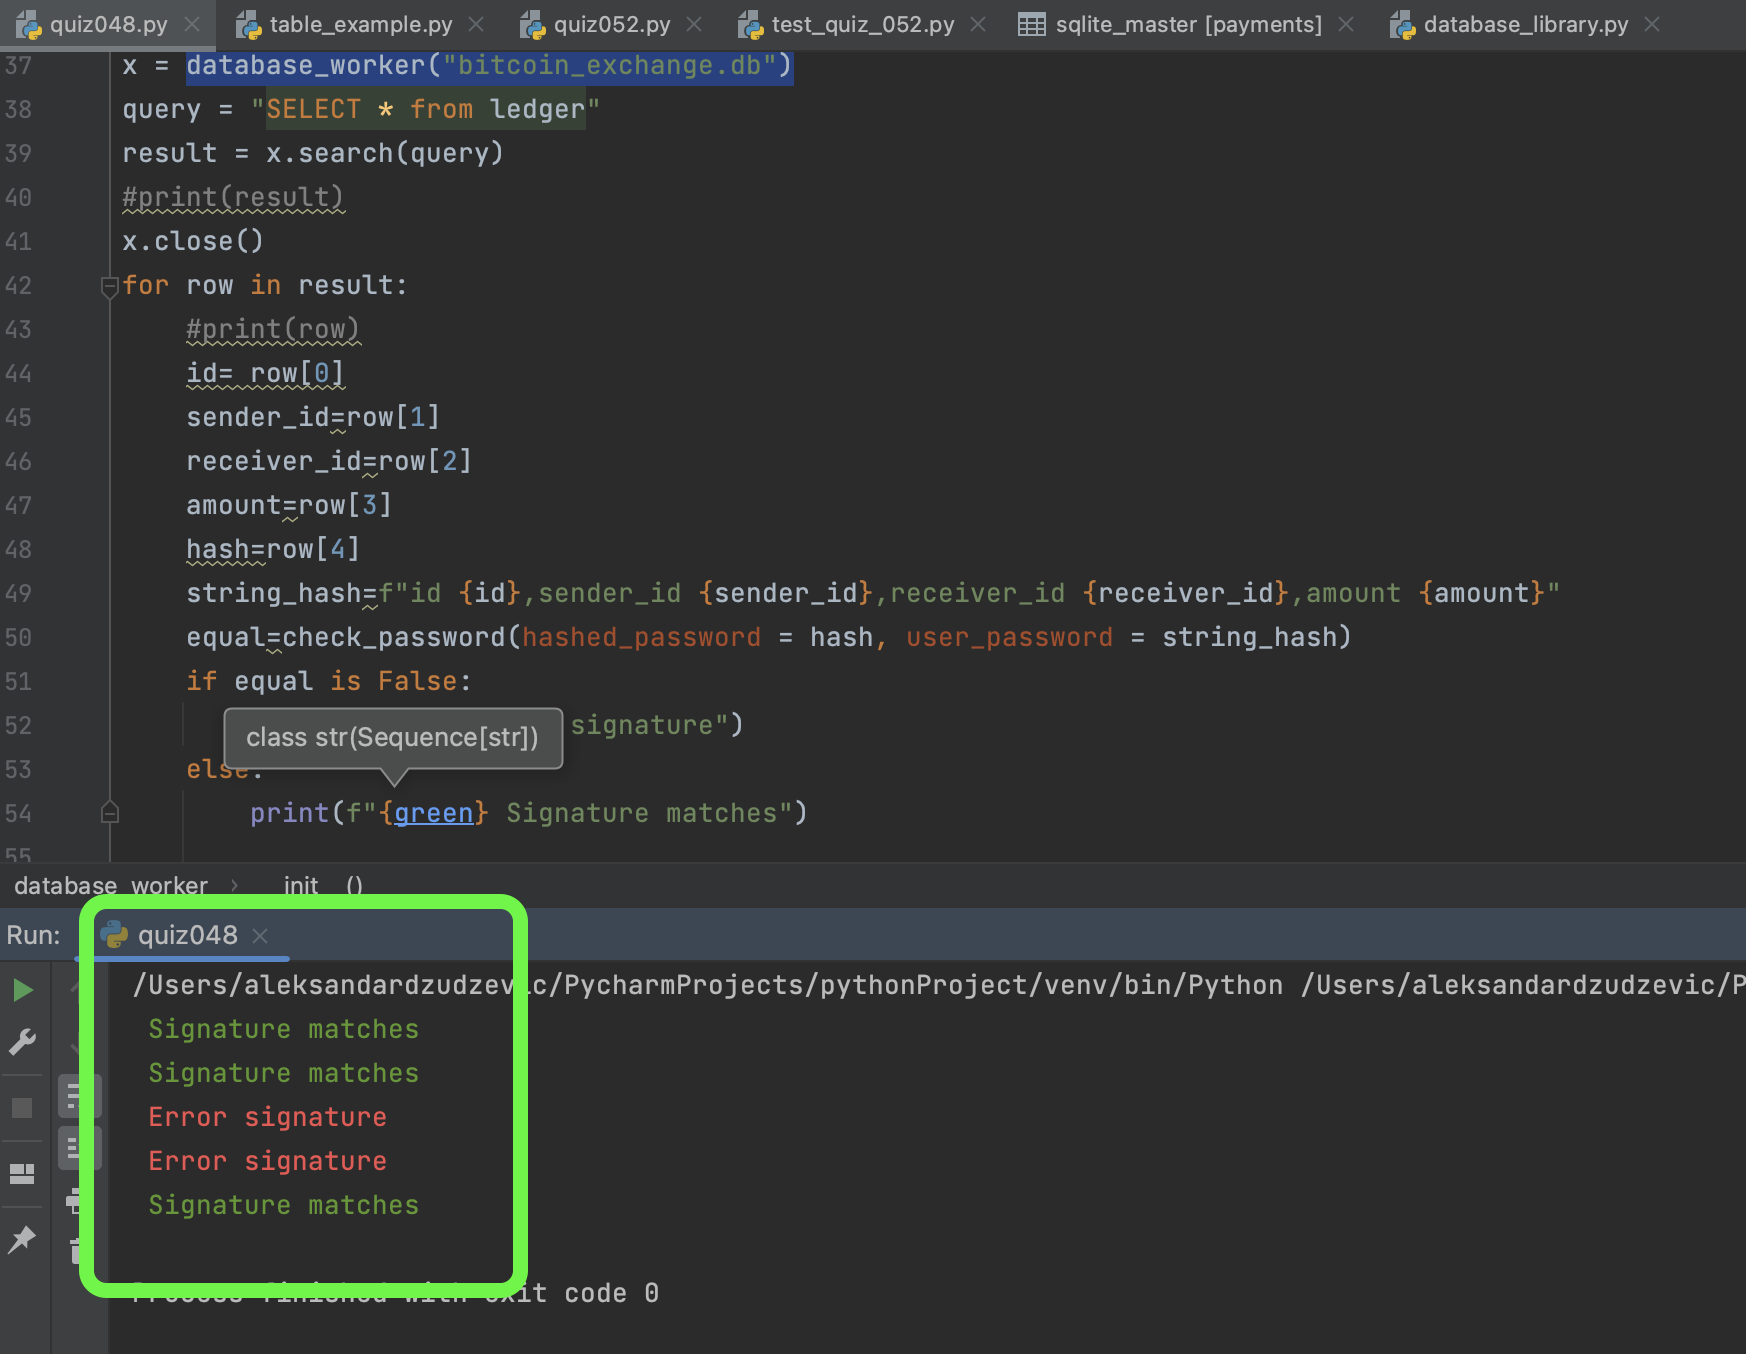 quiz048.py table_example.py quiz052.py test_quiz_052.py sqlite_master [payments] database_library.py
37 x = database_worker("bitcoin_exchange.db")
38 query = "SELECT * from ledger"
39 result = x.search(query)
40 #print(result)
41 x.close()
42 for row in result:
43 #print(row)
44 id= row[0]
45 sender_id=row[1]
46 receiver_id=row[2]
47 amount=row[3]
48 hash=row[4]
49 string_hash=f"id {id},sender_id {sender_id},receiver_id {receiver_id},amount {amount}"
50 equal=check_password(hashed_password = hash, user_password = string_hash)
51 if equal is False:
52 signature")
class str(Sequence[str])
53 else:
54 print(f"{green} Signature matches")
55
database_worker › __init__()
Run: quiz048
/Users/aleksandardzudzevic/PycharmProjects/pythonProject/venv/bin/Python /Users/aleksandardzudzevic/P
Signature matches
Signature matches
Error signature
Error signature
Signature matches
Process finished with exit code 0